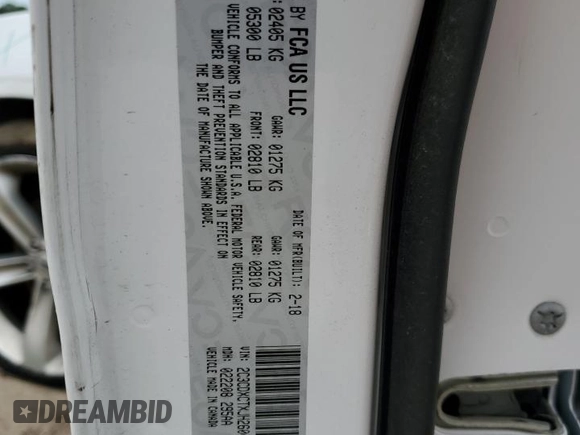 BY FCA US LLC
DATE OF MFR(BUILT): 2-18
: 02405 KG GAWR: 01275 KG GAWR: 01275 KG
05300 LB FRONT: 02810 LB REAR: 02810 LB
VEHICLE CONFORMS TO ALL APPLICABLE U.S.A. FEDERAL MOTOR VEHICLE SAFETY,
BUMPER AND THEFT PREVENTION STANDARDS IN EFFECT ON
THE DATE OF MANUFACTURE SHOWN ABOVE.
VIN: 2C3CDXCT
MDH: 022208 295AA
VEHICLE MADE IN CANADA
DREAMBID